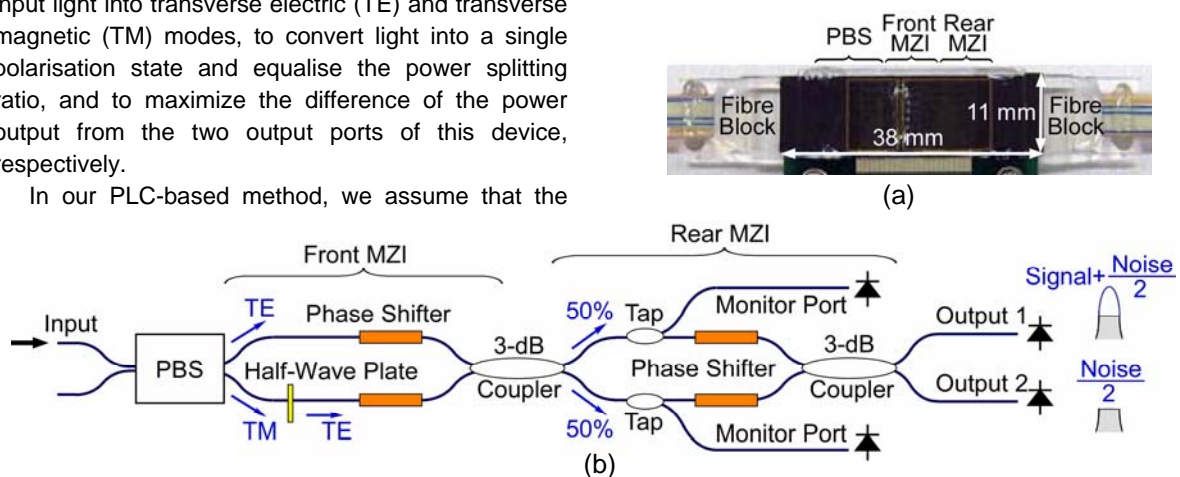 input light into transverse electric (TE) and transverse
magnetic (TM) modes, to convert light into a single
polarisation state and equalise the power splitting
ratio, and to maximize the difference of the power
output from the two output ports of this device,
respectively.
In our PLC-based method, we assume that the
PBS Front MZI Rear MZI
Fibre Block
11 mm
38 mm
Fibre Block
(a)
Front MZI
Rear MZI
Input
PBS
TE
Phase Shifter
Half-Wave Plate
TM
TE
3-dB Coupler
50%
50%
Tap
Monitor Port
Phase Shifter
Tap
Monitor Port
3-dB Coupler
Output 1
Output 2
Signal+Noise/2
Noise/2
(b)